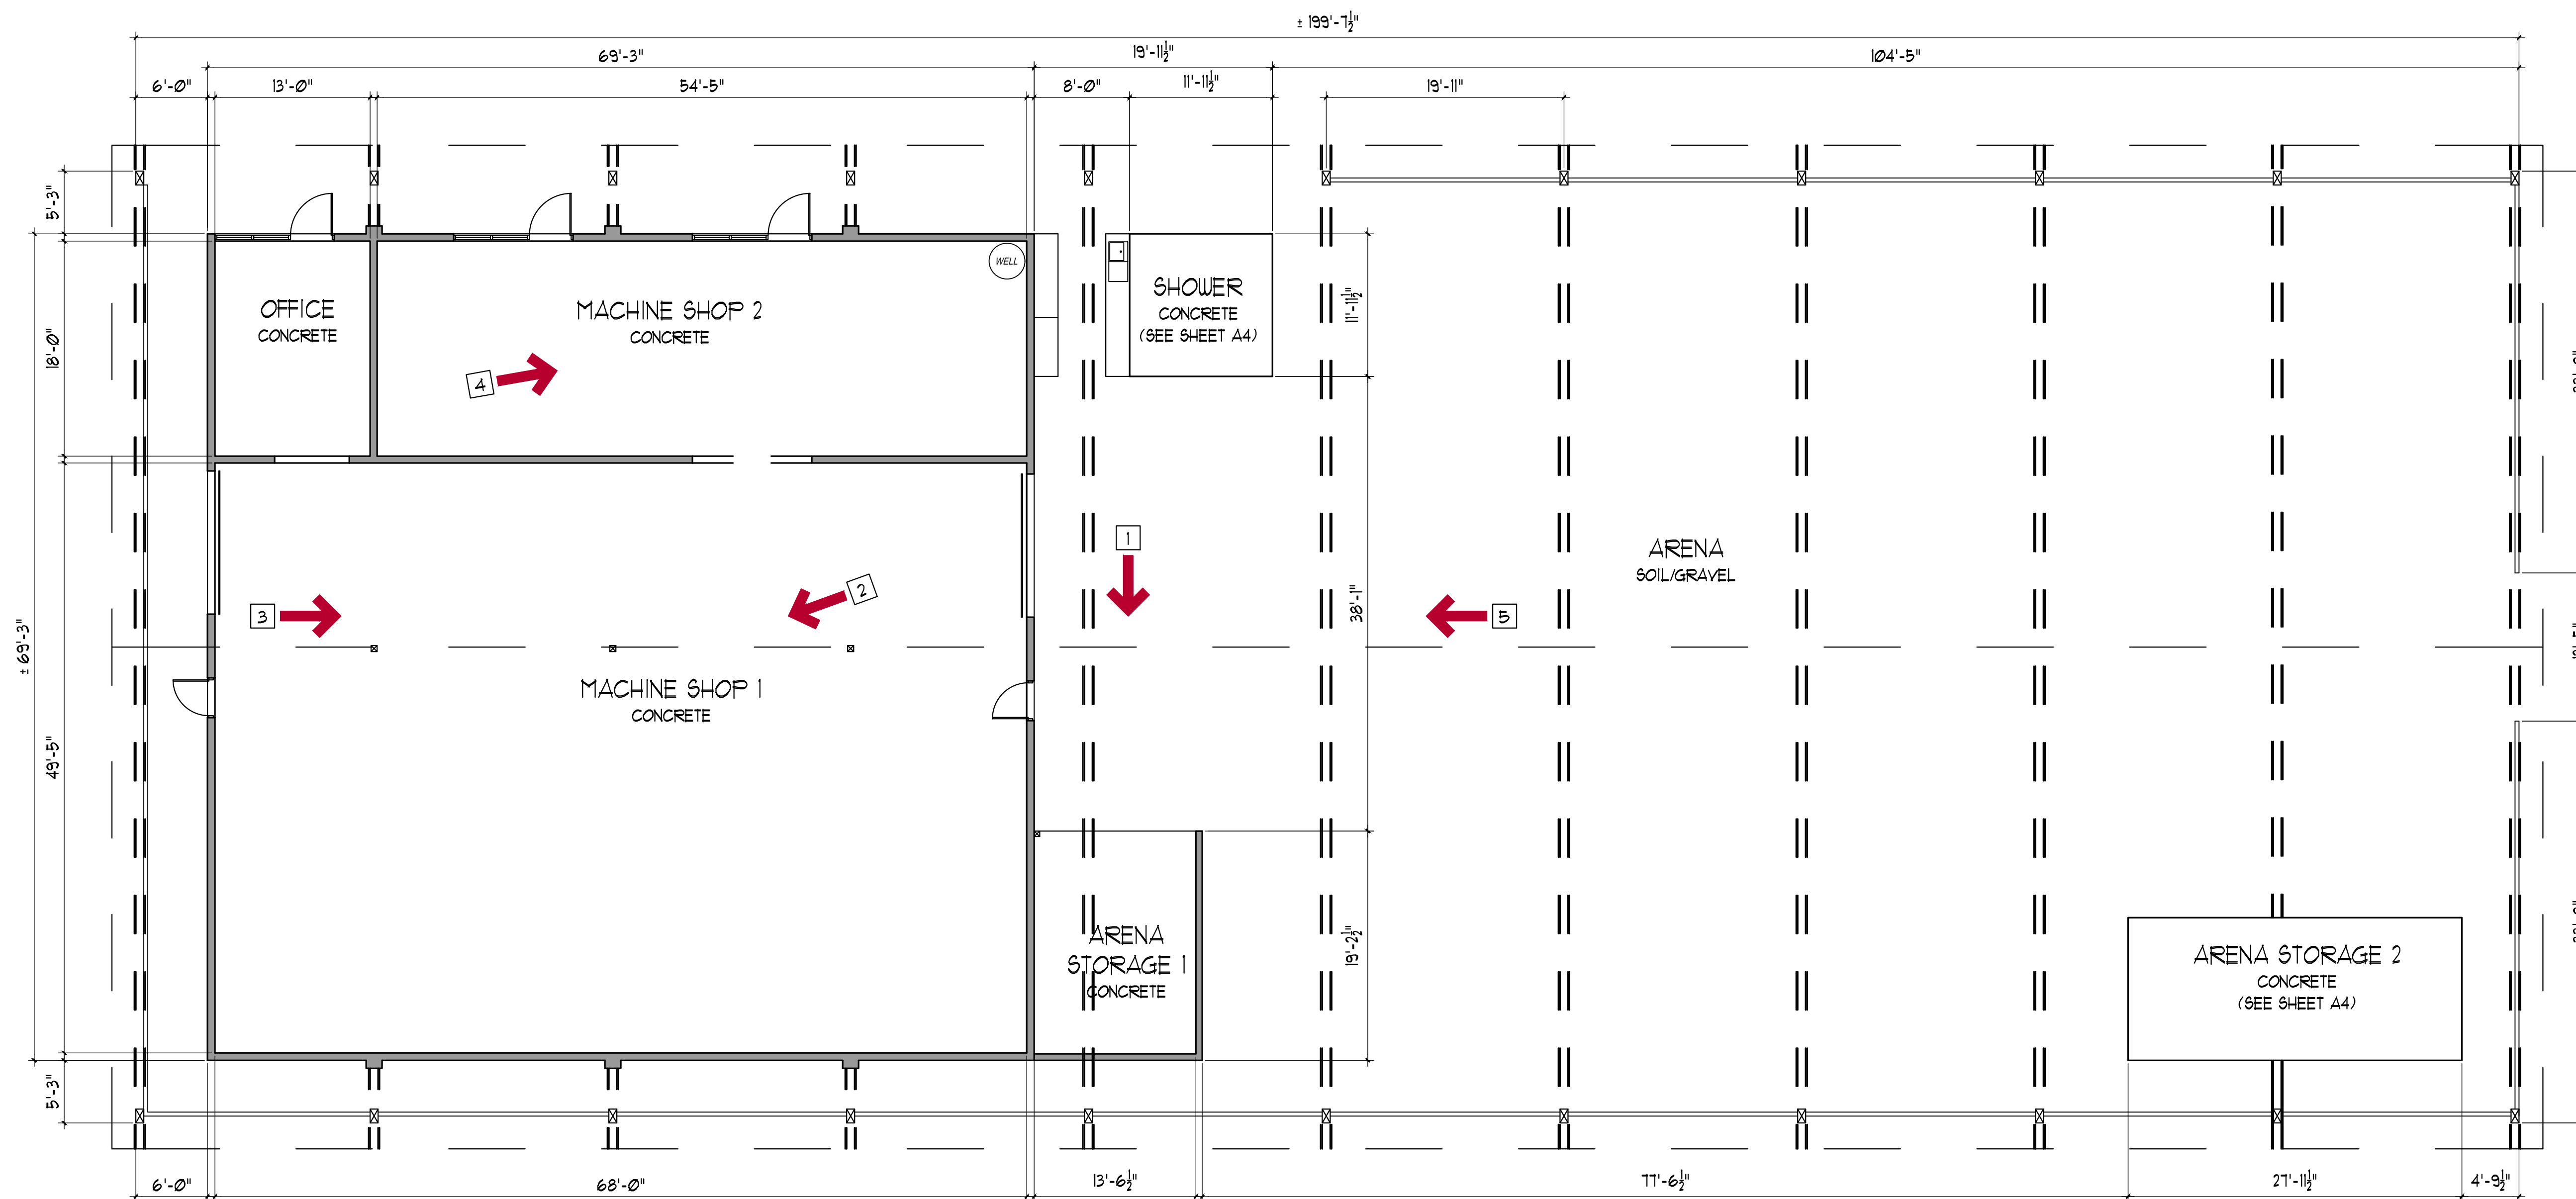 ± 199'-7½"
69'-3"
19'-11½"
104'-5"
6'-0"
13'-0"
54'-5"
8'-0"
11'-11½"
19'-11"
5'-3"
18'-0"
± 69'-3"
49'-5"
5'-3"
WELL
OFFICE
CONCRETE
MACHINE SHOP 2
CONCRETE
SHOWER
CONCRETE
(SEE SHEET A4)
11'-11½"
4
1
2
3
5
38'-1"
ARENA
SOIL/GRAVEL
MACHINE SHOP 1
CONCRETE
ARENA
STORAGE 1
CONCRETE
19'-2½"
ARENA STORAGE 2
CONCRETE
(SEE SHEET A4)
6'-0"
68'-0"
13'-6½"
77'-6½"
27'-11½"
4'-9½"